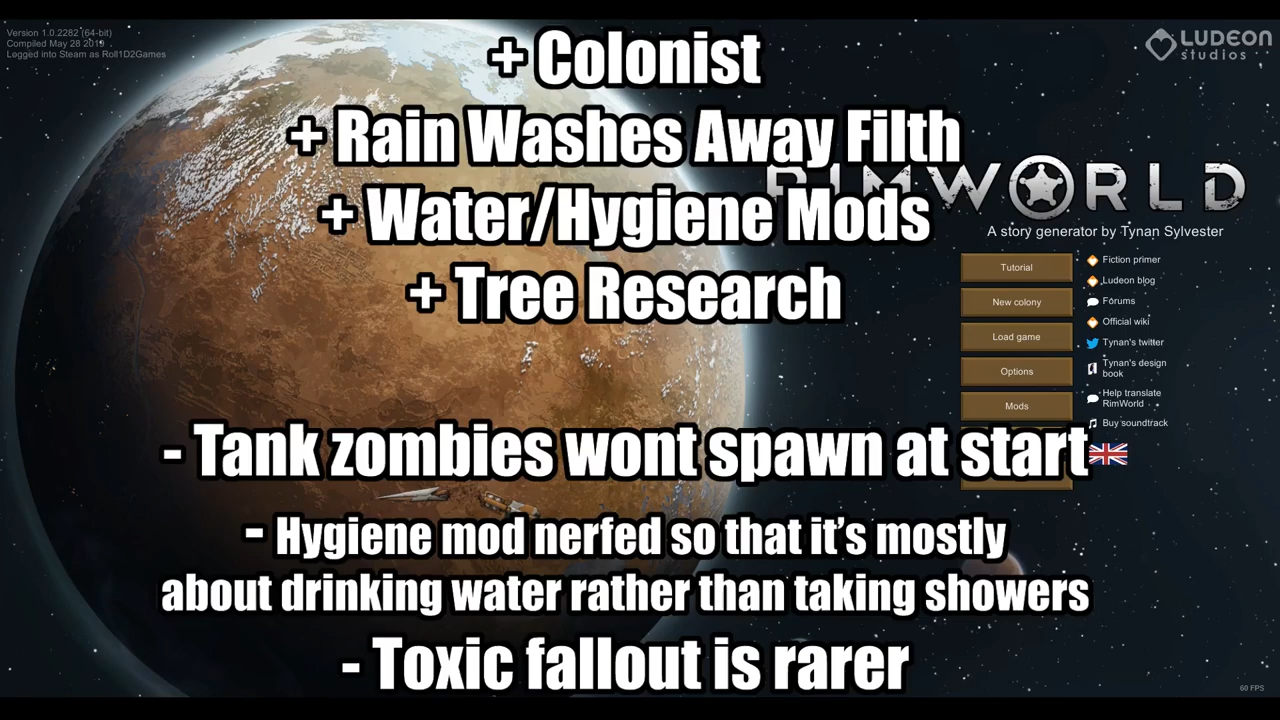 Version 1.0.2282 (64-bit)
Compiled May 28 2019
Logged into Steam as Roll1D2Games
LUDEON
studios
+ Colonist
+ Rain Washes Away Filth
+ Water/Hygiene Mods
+ Tree Research
RIMWORLD
A story generator by Tynan Sylvester
Tutorial
New colony
Load game
Options
Mods
Fiction primer
Ludeon blog
Forums
Official wiki
Tynan's twitter
Tynan's design
book
Help translate
RimWorld
Buy soundtrack
- Tank zombies wont spawn at start
- Hygiene mod nerfed so that it’s mostly
about drinking water rather than taking showers
- Toxic fallout is rarer
60 FPS